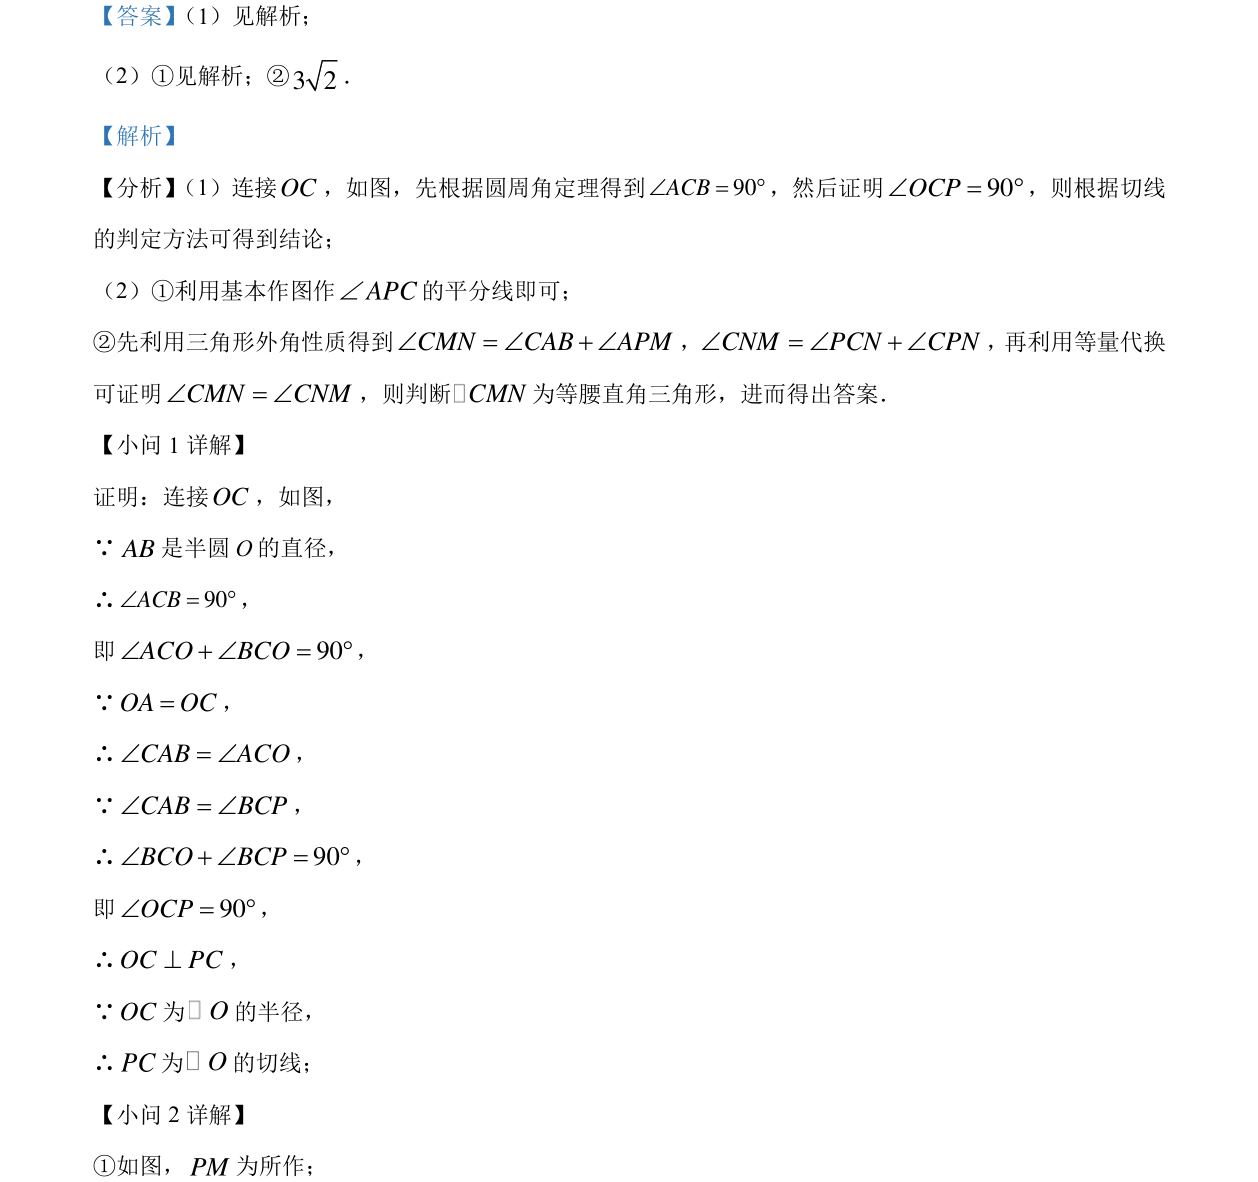 【答案】（1）见解析；
（2）①见解析；②3√2．
【解析】
【分析】（1）连接OC，如图，先根据圆周角定理得到∠ACB=90°，然后证明∠OCP=90°，则根据切线
的判定方法可得到结论；
（2）①利用基本作图作∠APC的平分线即可；
②先利用三角形外角性质得到∠CMN=∠CAB+∠APM，∠CNM=∠PCN+∠CPN，再利用等量代换
可证明∠CMN=∠CNM，则判断□CMN为等腰直角三角形，进而得出答案．
【小问 1 详解】
证明：连接OC，如图，
∵AB是半圆O的直径，
∴∠ACB=90°，
即∠ACO+∠BCO=90°，
∵OA=OC，
∴∠CAB=∠ACO，
∵∠CAB=∠BCP，
∴∠BCO+∠BCP=90°，
即∠OCP=90°，
∴OC⊥PC，
∵OC为□O的半径，
∴PC为□O的切线；
【小问 2 详解】
①如图，PM为所作；